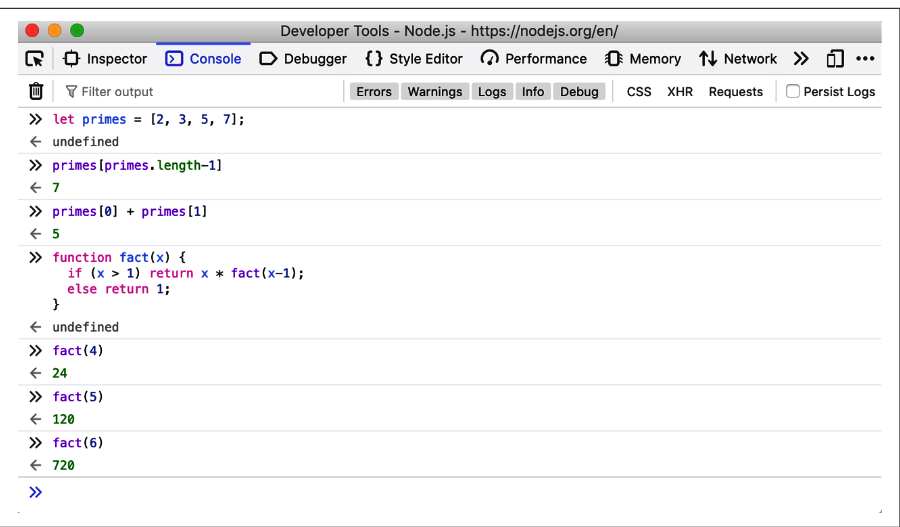 Developer Tools - Node.js - https://nodejs.org/en/
Inspector Console Debugger {} Style Editor Performance Memory Network
Filter output Errors Warnings Logs Info Debug CSS XHR Requests Persist Logs
let primes = [2, 3, 5, 7];
undefined
primes[primes.length-1]
7
primes[0] + primes[1]
5
function fact(x) {
if (x > 1) return x * fact(x-1);
else return 1;
}
undefined
fact(4)
24
fact(5)
120
fact(6)
720